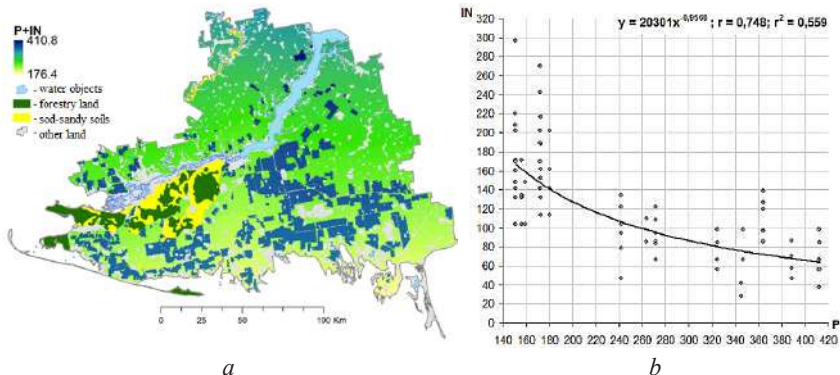 P+IN
410.8
176.4
- water objects
- forestry land
- sod-sandy soils
- other land
0 25 50 100 Km
a
IN
y = 20301x^-0,9566 ; r = 0,748; r² = 0,559
320
300
280
260
240
220
200
180
160
140
120
100
80
60
40
20
0
P
140 160 180 200 220 240 260 280 300 320 340 360 380 400 420
b